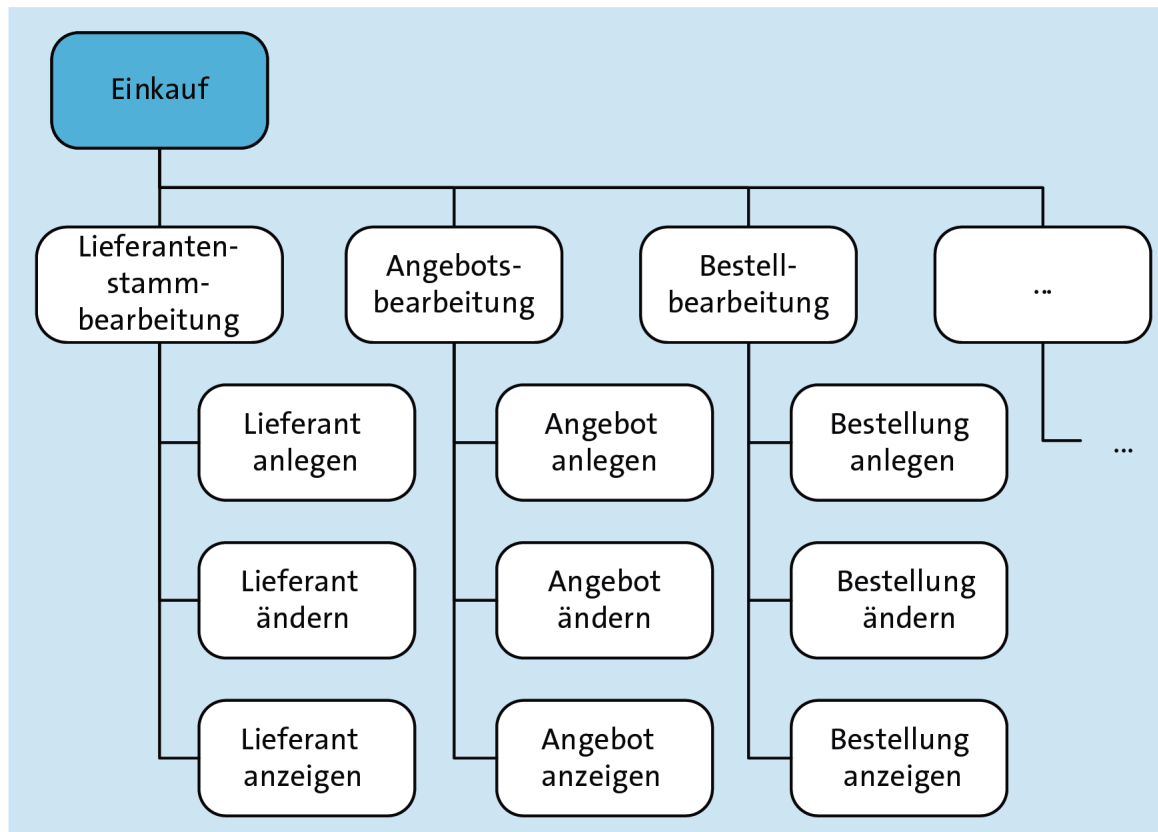 Einkauf
Lieferanten-
stamm-
bearbeitung
Angebots-
bearbeitung
Bestell-
bearbeitung
...
Lieferant
anlegen
Angebot
anlegen
Bestellung
anlegen
...
Lieferant
ändern
Angebot
ändern
Bestellung
ändern
Lieferant
anzeigen
Angebot
anzeigen
Bestellung
anzeigen